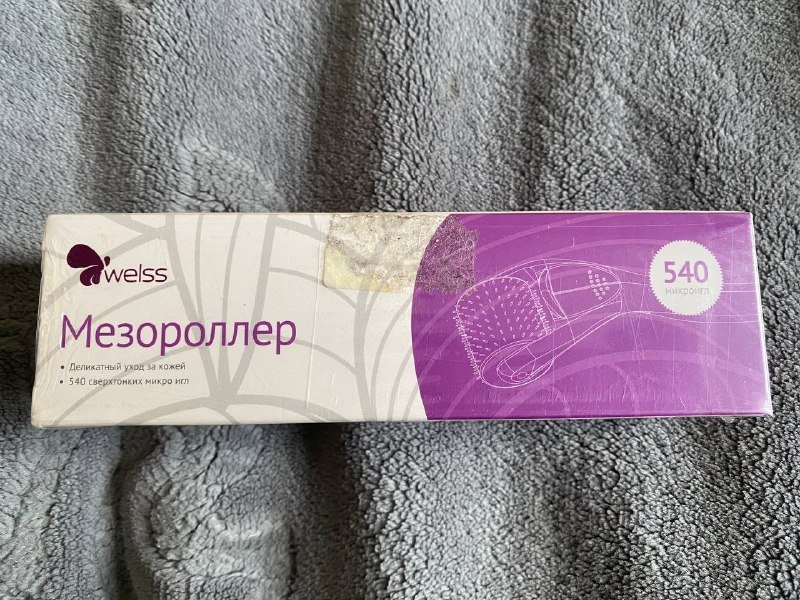 welss
Мезороллер
• Деликатный уход за кожей
• 540 сверхтонких микро игл
540
микроигл